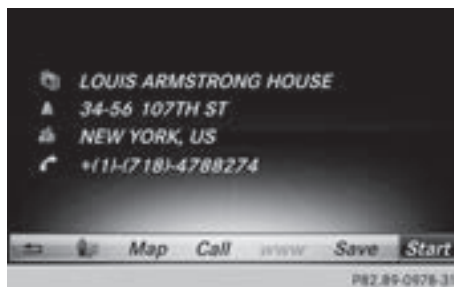 LOUIS ARMSTRONG HOUSE
34-56 107TH ST
NEW YORK, US
+(1)-(718)-4788274
Map Call www Save Start
P82.89-0978-31